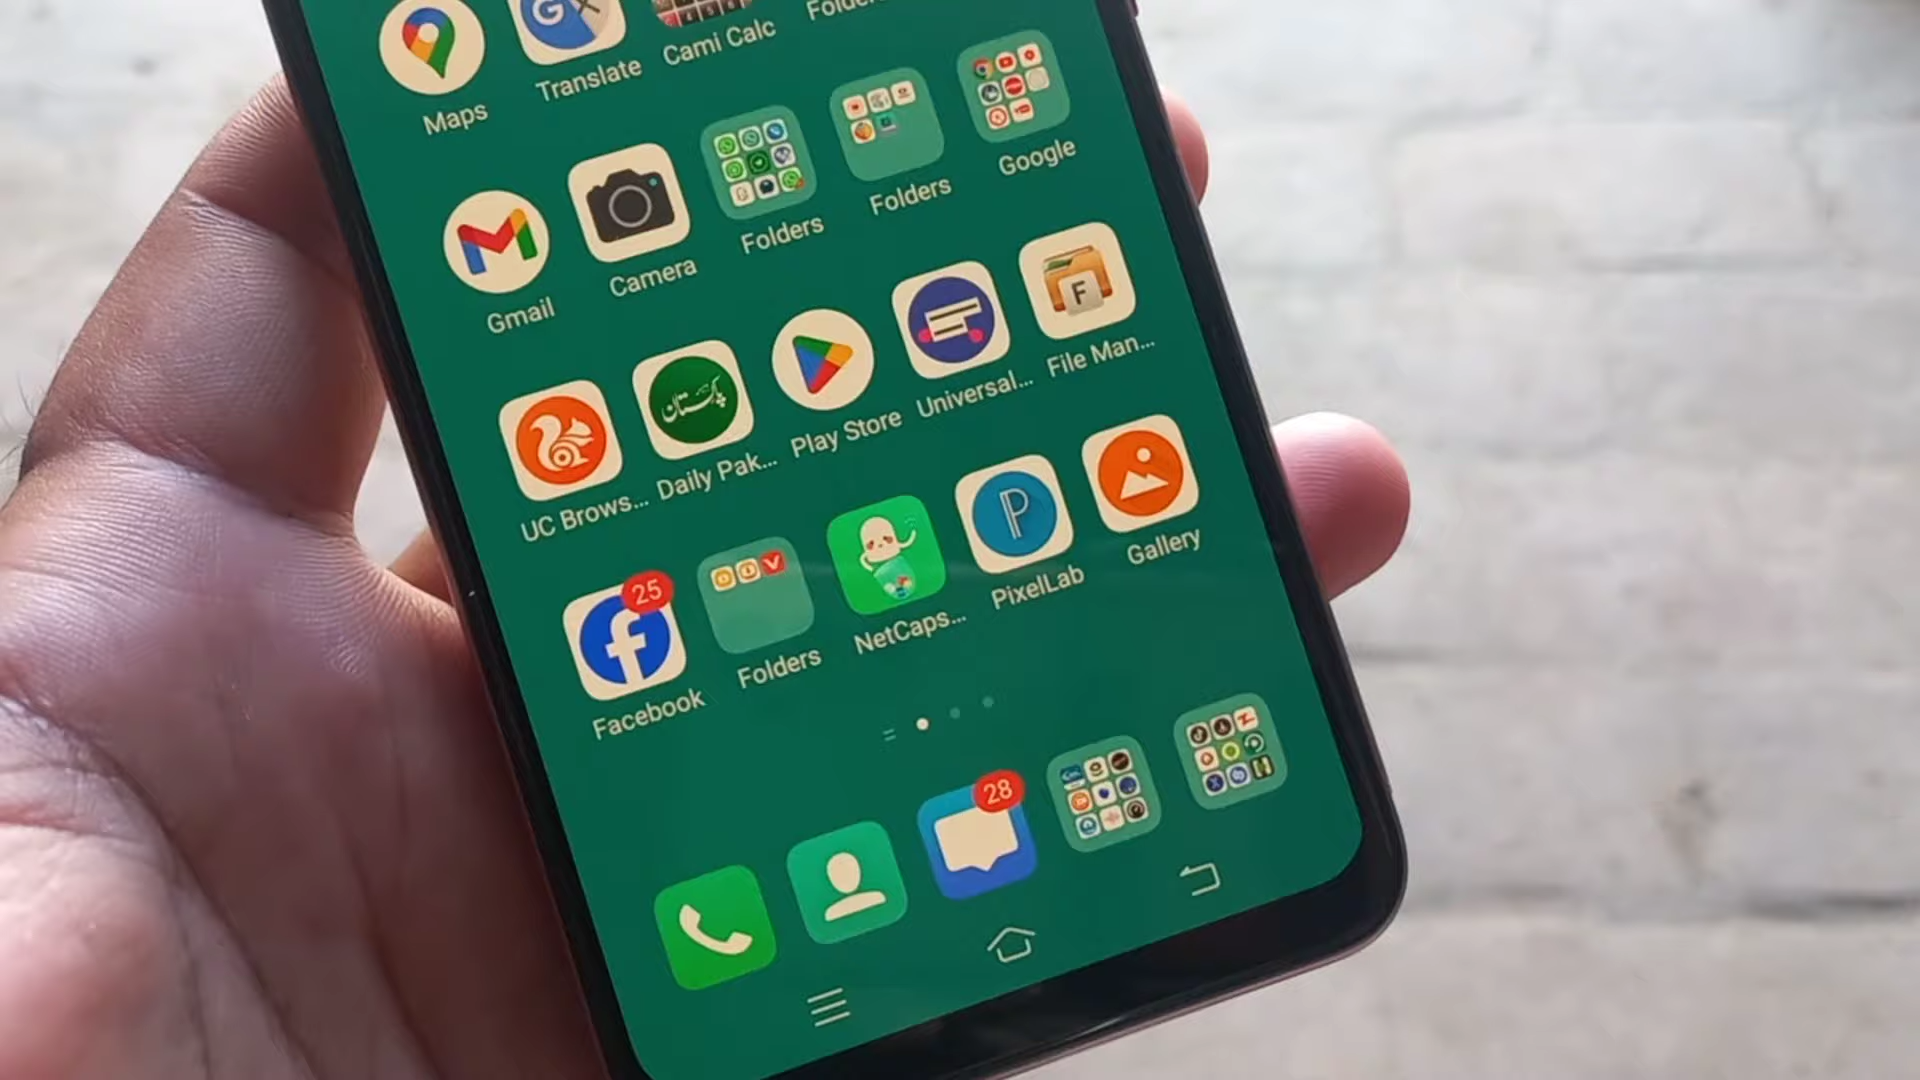 Maps
Translate
Cami Calc
Folders
Gmail
Camera
Folders
Folders
Google
UC Brows...
پاکستان
Daily Pak...
Play Store
Universal...
F
File Man...
25
Facebook
Folders
NetCaps...
P
PixelLab
Gallery
28